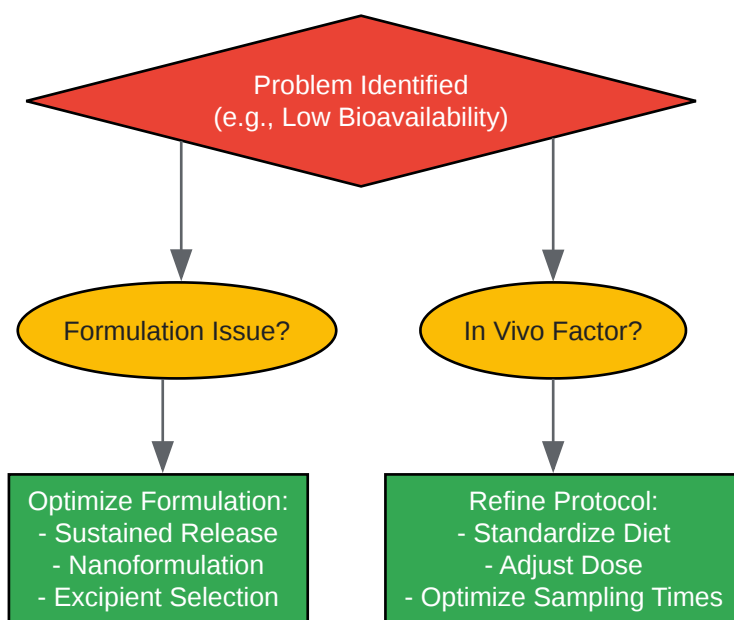 Problem Identified
(e.g., Low Bioavailability)
Formulation Issue?
In Vivo Factor?
Optimize Formulation:
- Sustained Release
- Nanoformulation
- Excipient Selection
Refine Protocol:
- Standardize Diet
- Adjust Dose
- Optimize Sampling Times